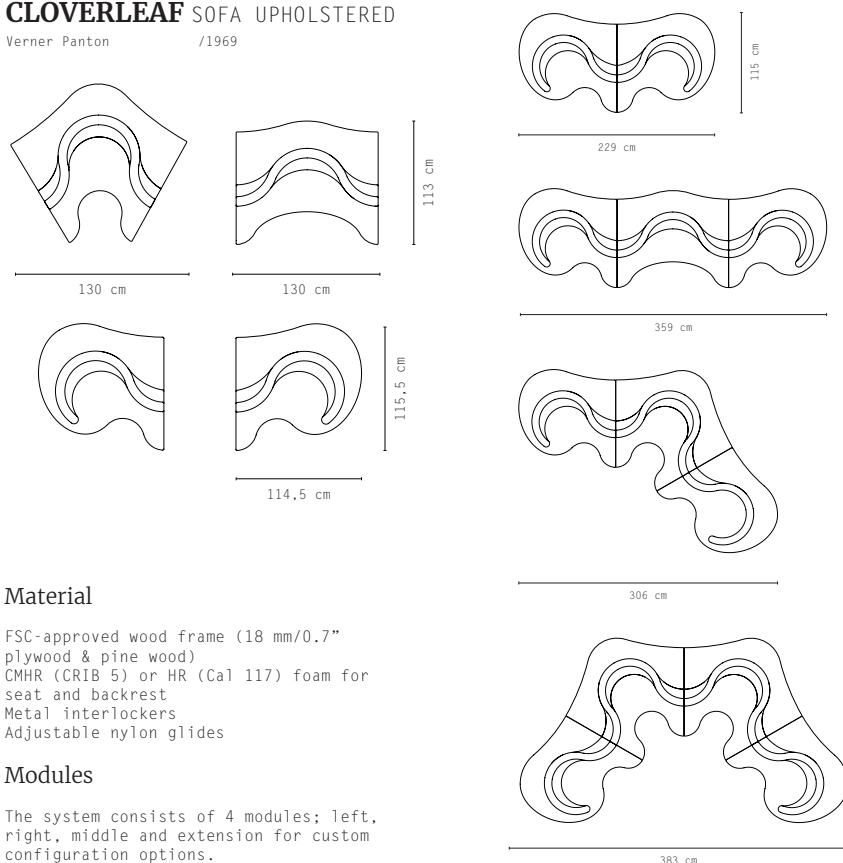 CLOVERLEAF SOFA UPHOLSTERED
Verner Panton /1969
130 cm
130 cm
113 cm
115,5 cm
114,5 cm
115 cm
229 cm
359 cm
306 cm
383 cm
Material
FSC-approved wood frame (18 mm/0.7”
plywood & pine wood)
CMHR (CRIB 5) or HR (Cal 117) foam for
seat and backrest
Metal interlockers
Adjustable nylon glides
Modules
The system consists of 4 modules; left,
right, middle and extension for custom
configuration options.